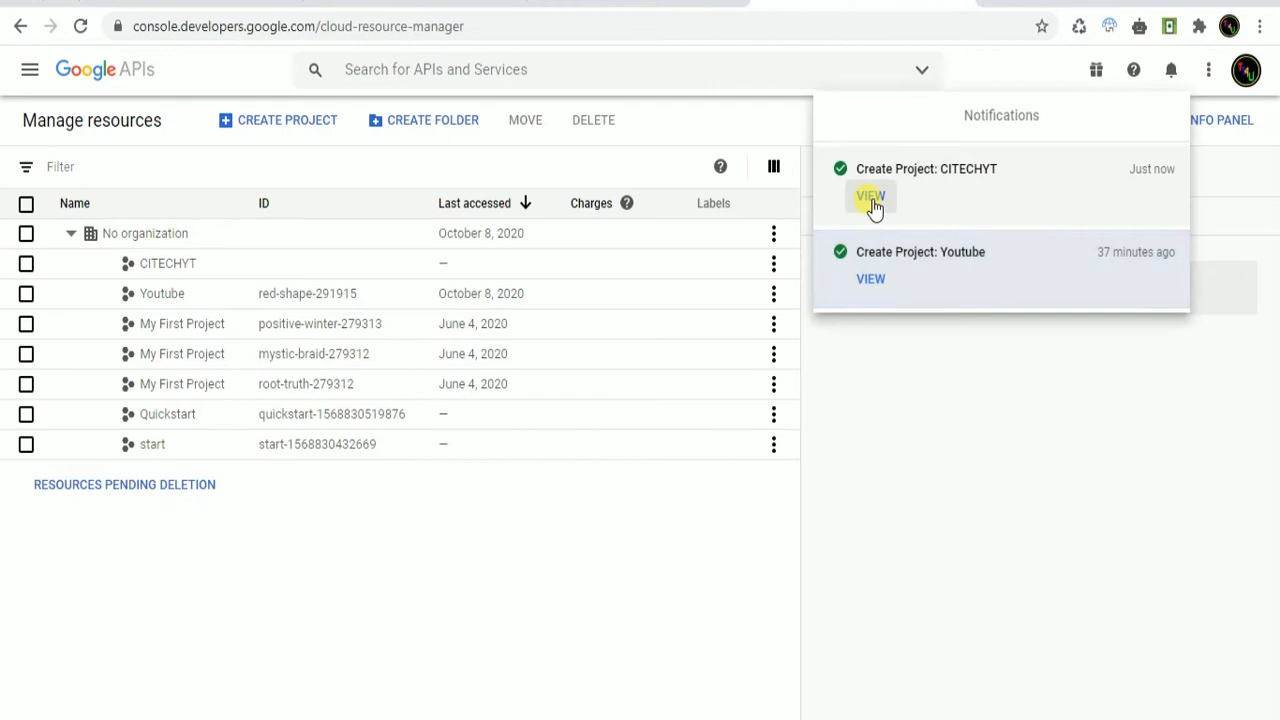 console.developers.google.com/cloud-resource-manager
Google APIs
Search for APIs and Services
Manage resources
CREATE PROJECT
CREATE FOLDER
MOVE
DELETE
NFO PANEL
Notifications
Create Project: CITECHYT
Just now
VIEW
Create Project: Youtube
37 minutes ago
VIEW
Filter
Name ID Last accessed Charges Labels
No organization October 8, 2020
CITECHYT —
Youtube red-shape-291915 October 8, 2020
My First Project positive-winter-279313 June 4, 2020
My First Project mystic-braid-279312 June 4, 2020
My First Project root-truth-279312 June 4, 2020
Quickstart quickstart-1568830519876 —
start start-1568830432669 —
RESOURCES PENDING DELETION